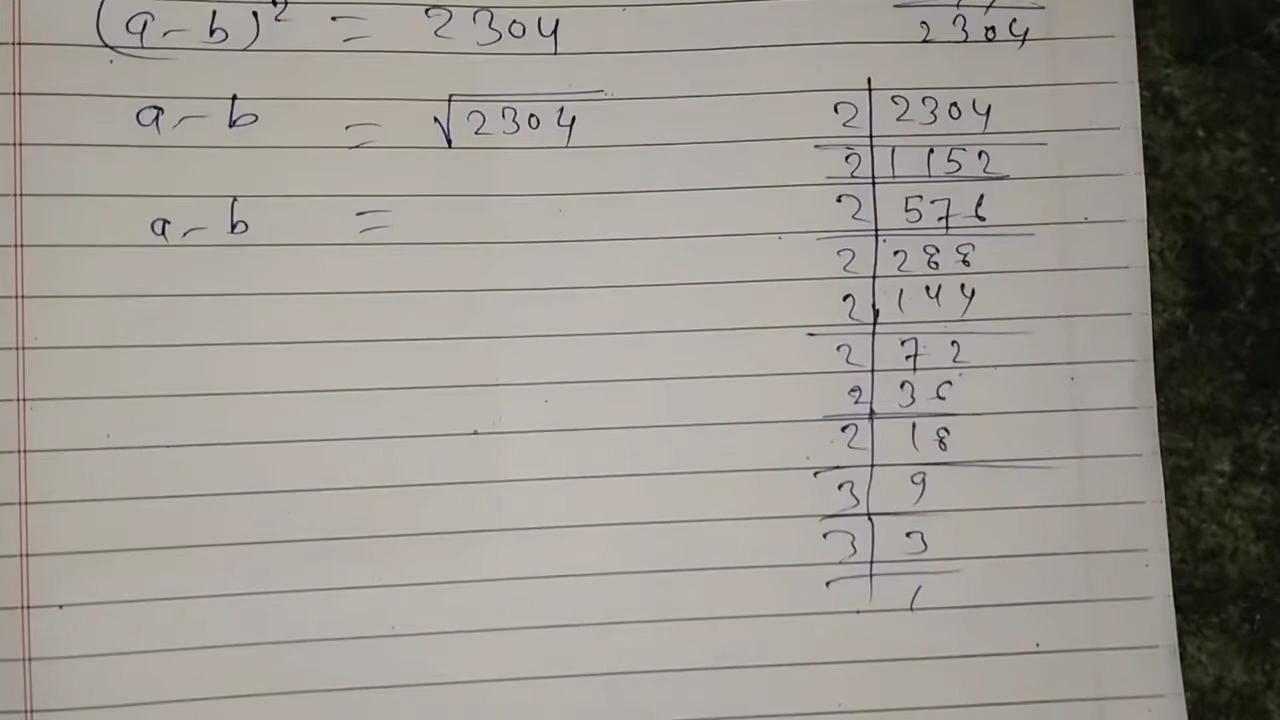 (a-b)² = 2304
2304
a-b = √2304
a-b =
2 | 2304
2 | 1152
2 | 576
2 | 288
2 | 144
2 | 72
2 | 36
2 | 18
3 | 9
3 | 3
1